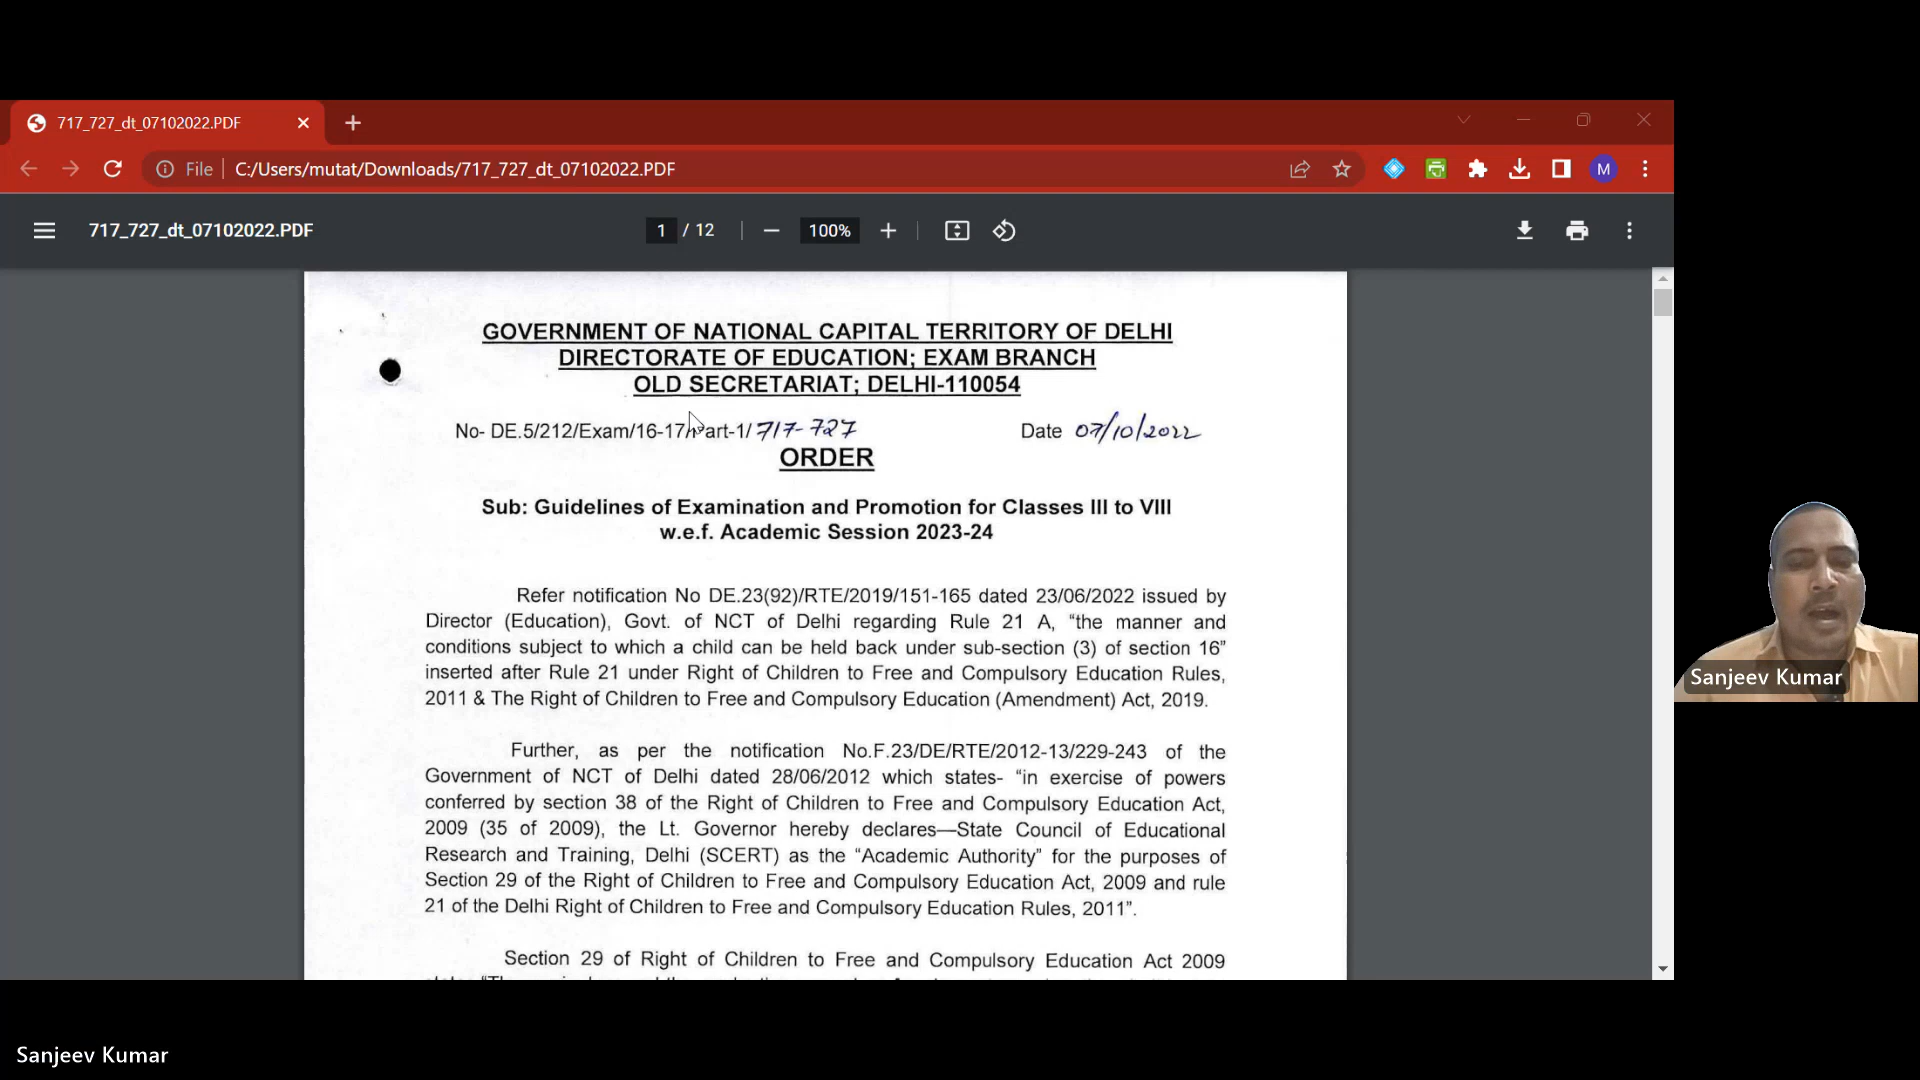 717_727_dt_07102022.PDF
File C:/Users/mutat/Downloads/717_727_dt_07102022.PDF
M
717_727_dt_07102022.PDF
1 / 12
100%
GOVERNMENT OF NATIONAL CAPITAL TERRITORY OF DELHI
DIRECTORATE OF EDUCATION; EXAM BRANCH
OLD SECRETARIAT; DELHI-110054
No- DE.5/212/Exam/16-17/Part-1/717-727 Date 07/10/2022
ORDER
Sub: Guidelines of Examination and Promotion for Classes III to VIII
w.e.f. Academic Session 2023-24
Refer notification No DE.23(92)/RTE/2019/151-165 dated 23/06/2022 issued by
Director (Education), Govt. of NCT of Delhi regarding Rule 21 A, “the manner and
conditions subject to which a child can be held back under sub-section (3) of section 16”
inserted after Rule 21 under Right of Children to Free and Compulsory Education Rules,
2011 & The Right of Children to Free and Compulsory Education (Amendment) Act, 2019.
Further, as per the notification No.F.23/DE/RTE/2012-13/229-243 of the
Government of NCT of Delhi dated 28/06/2012 which states- “in exercise of powers
conferred by section 38 of the Right of Children to Free and Compulsory Education Act,
2009 (35 of 2009), the Lt. Governor hereby declares—State Council of Educational
Research and Training, Delhi (SCERT) as the “Academic Authority” for the purposes of
Section 29 of the Right of Children to Free and Compulsory Education Act, 2009 and rule
21 of the Delhi Right of Children to Free and Compulsory Education Rules, 2011”.
Section 29 of Right of Children to Free and Compulsory Education Act 2009
Sanjeev Kumar
Sanjeev Kumar